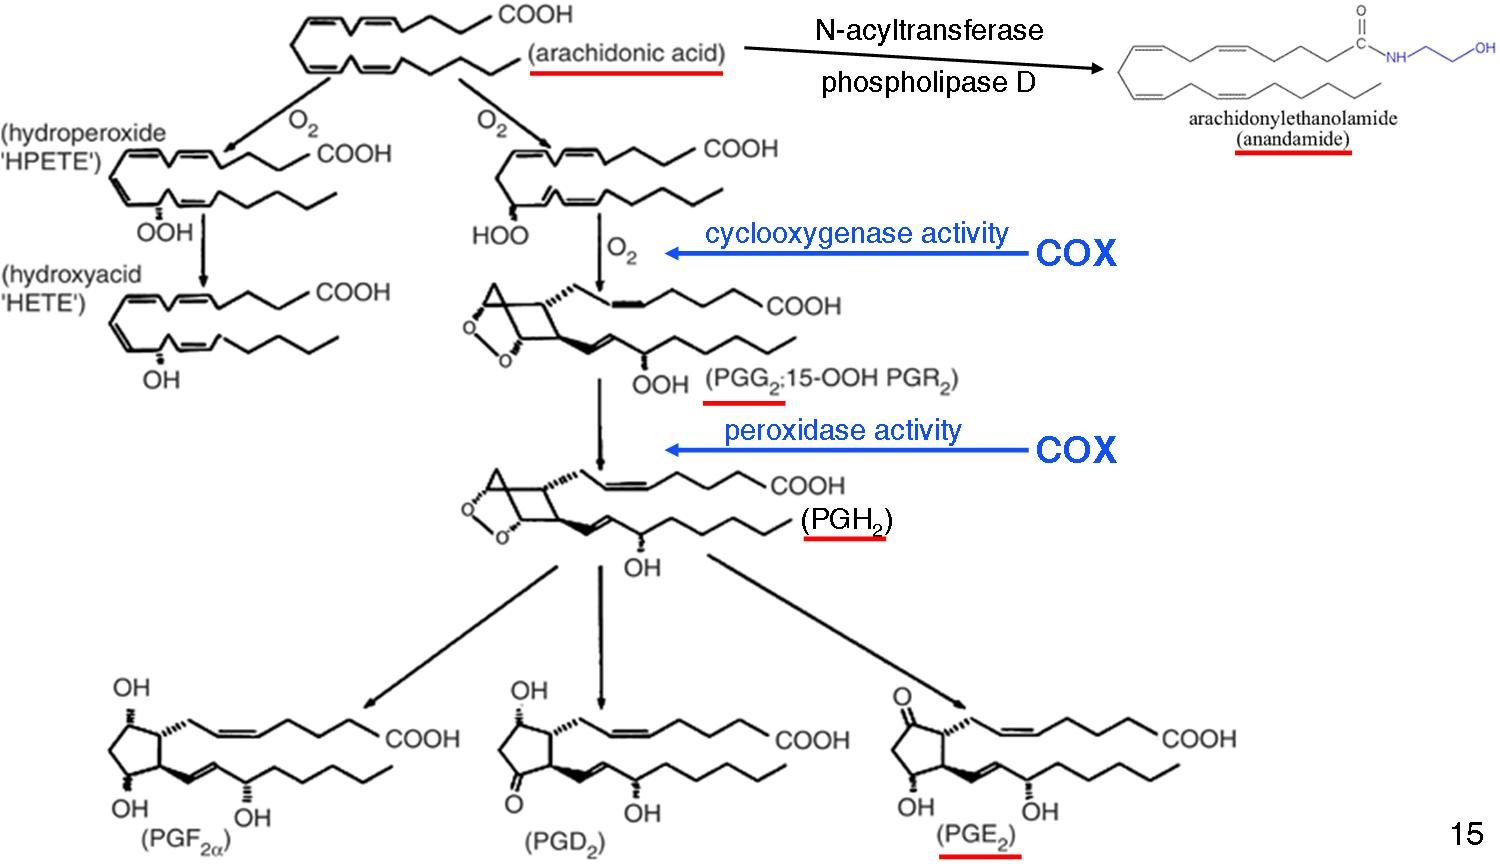 COOH
(arachidonic acid)
N-acyltransferase
phospholipase D
O
C
NH
OH
arachidonylethanolamide
(anandamide)
O2
O2
(hydroperoxide
'HPETE')
COOH
OOH
COOH
HOO
O2
cyclooxygenase activity
COX
(hydroxyacid
'HETE')
COOH
OH
COOH
O
O
OOH
(PGG2;15-OOH PGR2)
peroxidase activity
COX
COOH
O
O
(PGH2)
OH
OH
COOH
OH
OH
(PGF2α)
OH
COOH
O
OH
(PGD2)
O
COOH
OH
OH
(PGE2)
15